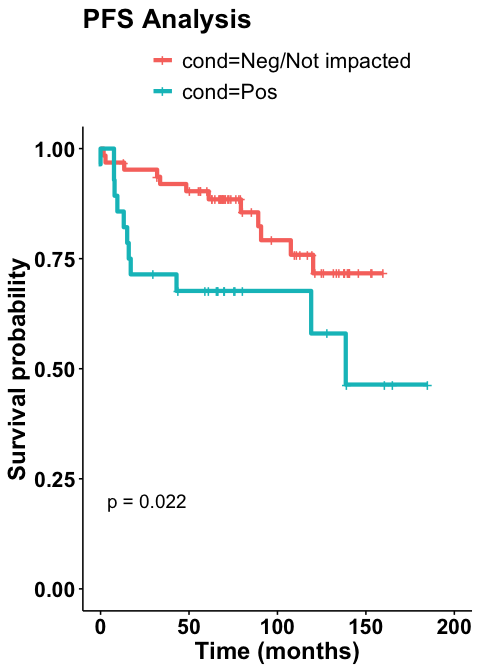 PFS Analysis
cond=Neg/Not impacted
cond=Pos
Survival probability
1.00
0.75
0.50
0.25
0.00
p = 0.022
0 50 100 150 200
Time (months)